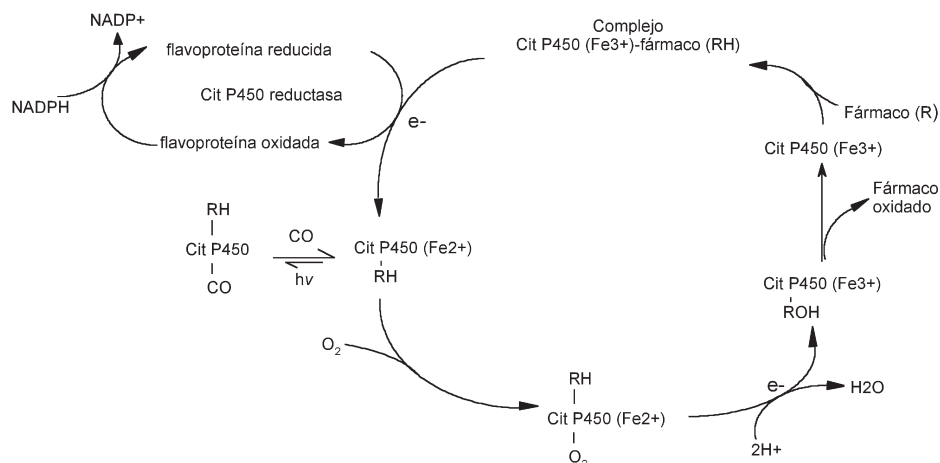 NADP+
flavoproteína reducida
Cit P450 reductasa
NADPH
flavoproteína oxidada
e-
Complejo
Cit P450 (Fe3+)-fármaco (RH)
Fármaco (R)
Cit P450 (Fe3+)
Fármaco
oxidado
RH
Cit P450
CO
CO
hv
Cit P450 (Fe2+)
RH
Cit P450 (Fe3+)
ROH
O2
RH
Cit P450 (Fe2+)
O2
e-
H2O
2H+